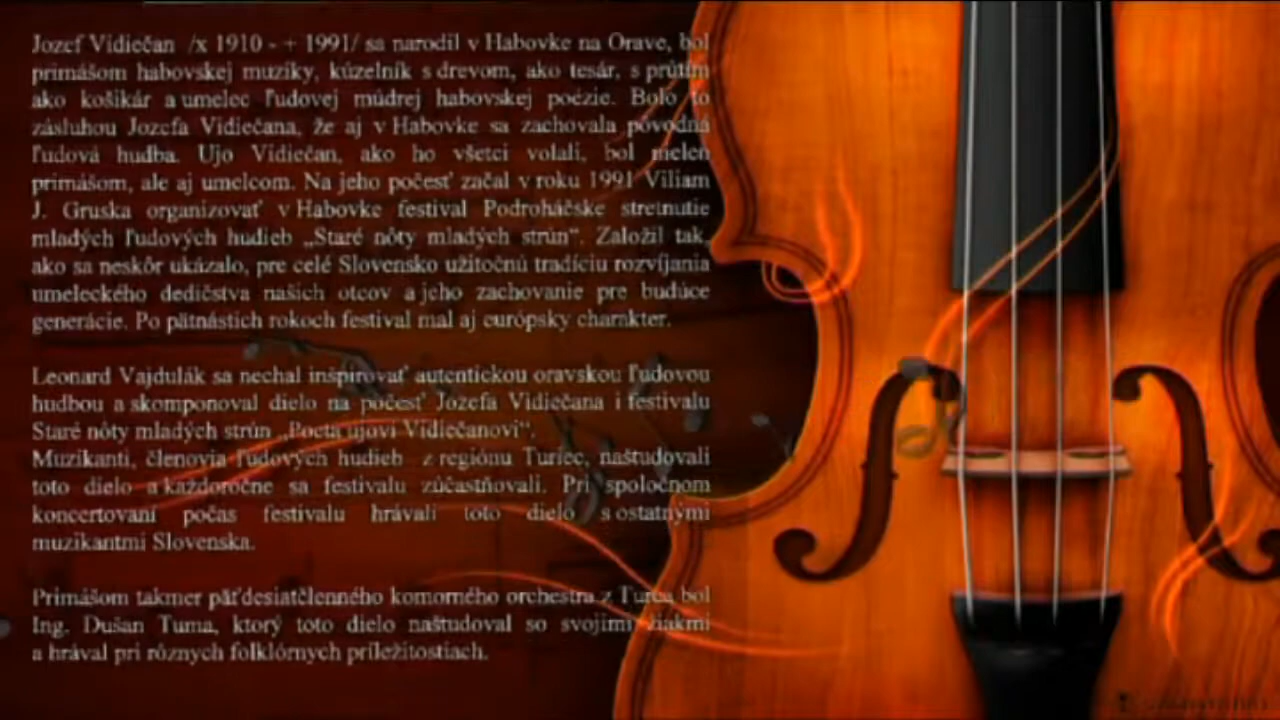 Jozef Vidiečan /x 1910 - + 1991/ sa narodil v Habovke na Orave, bol
primášom habovskej muziky, kúzelník s drevom, ako tesár, s prútím
ako košikár a umelec ľudovej múdrej habovskej poézie. Bolo to
zásluhou Jozefa Vidiečana, že aj v Habovke sa zachovala pôvodná
ľudová hudba. Ujo Vidiečan, ako ho všetci volali, bol nielen
primášom, ale aj umelcom. Na jeho počesť začal v roku 1991 Viliam
J. Gruska organizovať v Habovke festival Podroháčske stretnutie
mladých ľudových hudieb „Staré nôty mladých strún“. Založil tak,
ako sa neskôr ukázalo, pre celé Slovensko užitočnú tradíciu rozvíjania
umeleckého dedičstva našich otcov a jeho zachovanie pre budúce
generácie. Po pätnástich rokoch festival mal aj európsky charakter.
Leonard Vajdulák sa nechal inšpirovať autentickou oravskou ľudovou
hudbou a skomponoval dielo na počesť Jozefa Vidiečana i festivalu
Staré nôty mladých strún „Pocta ujovi Vidiečanovi“.
Muzikanti, členovia ľudových hudieb z regiónu Turiec, naštudovali
toto dielo a každoročne sa festivalu zúčastňovali. Pri spoločnom
koncertovaní počas festivalu hrávali toto dielo s ostatnými
muzikantmi Slovenska.
Primášom takmer päťdesiatčlenného komorného orchestra z Turca bol
Ing. Dušan Tuma, ktorý toto dielo naštudoval so svojimi žiakmi
a hrával pri rôznych folklórnych príležitostiach.